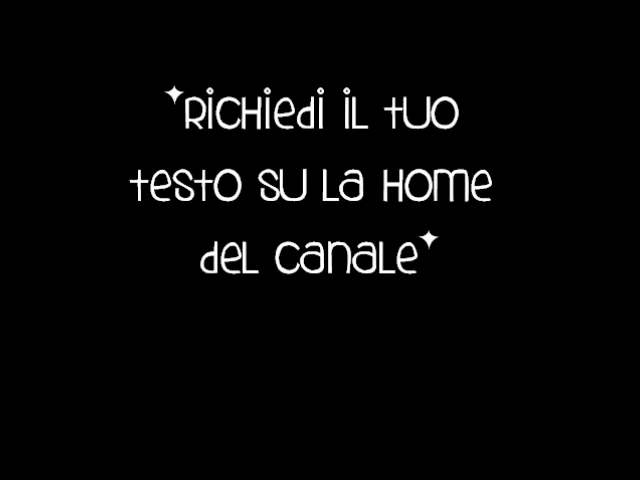 *Richiedi il tuo
testo su la home
del canale*